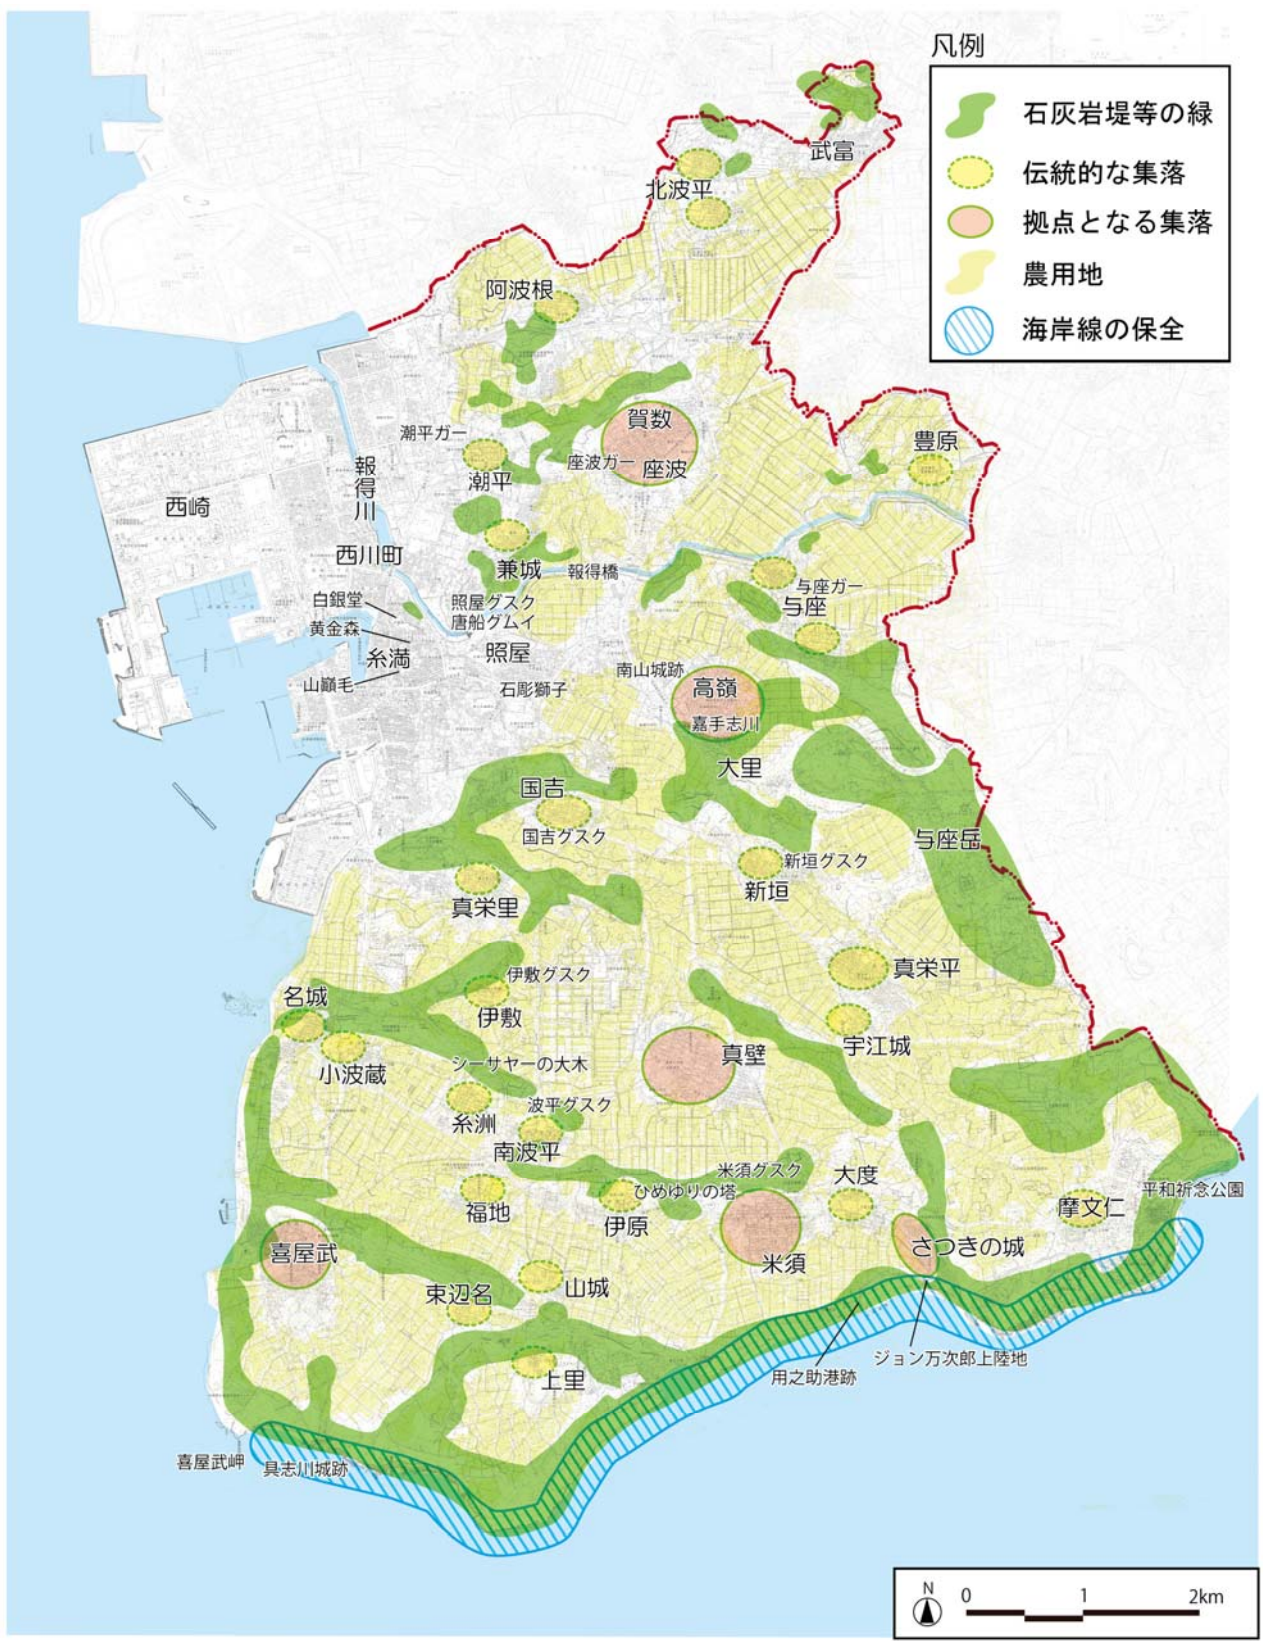 凡例
石灰岩堤等の緑
伝統的な集落
拠点となる集落
農用地
海岸線の保全
武富
北波平
阿波根
賀数
潮平ガー
座波ガー
座波
豊原
潮平
報得川
西崎
西川町
兼城
報得橋
与座ガー
白銀堂
照屋グスク
与座
唐船グムイ
黄金森
糸満
照屋
南山城跡
山巓毛
石彫獅子
高嶺
嘉手志川
大里
国吉
国吉グスク
与座岳
新垣グスク
新垣
真栄里
真栄平
伊敷グスク
名城
伊敷
宇江城
真壁
シーサヤーの大木
小波蔵
波平グスク
糸洲
南波平
米須グスク
大度
ひめゆりの塔
平和祈念公園
摩文仁
福地
伊原
喜屋武
さつきの城
米須
山城
束辺名
ジョン万次郎上陸地
用之助港跡
上里
喜屋武岬
具志川城跡
N
0 1 2km